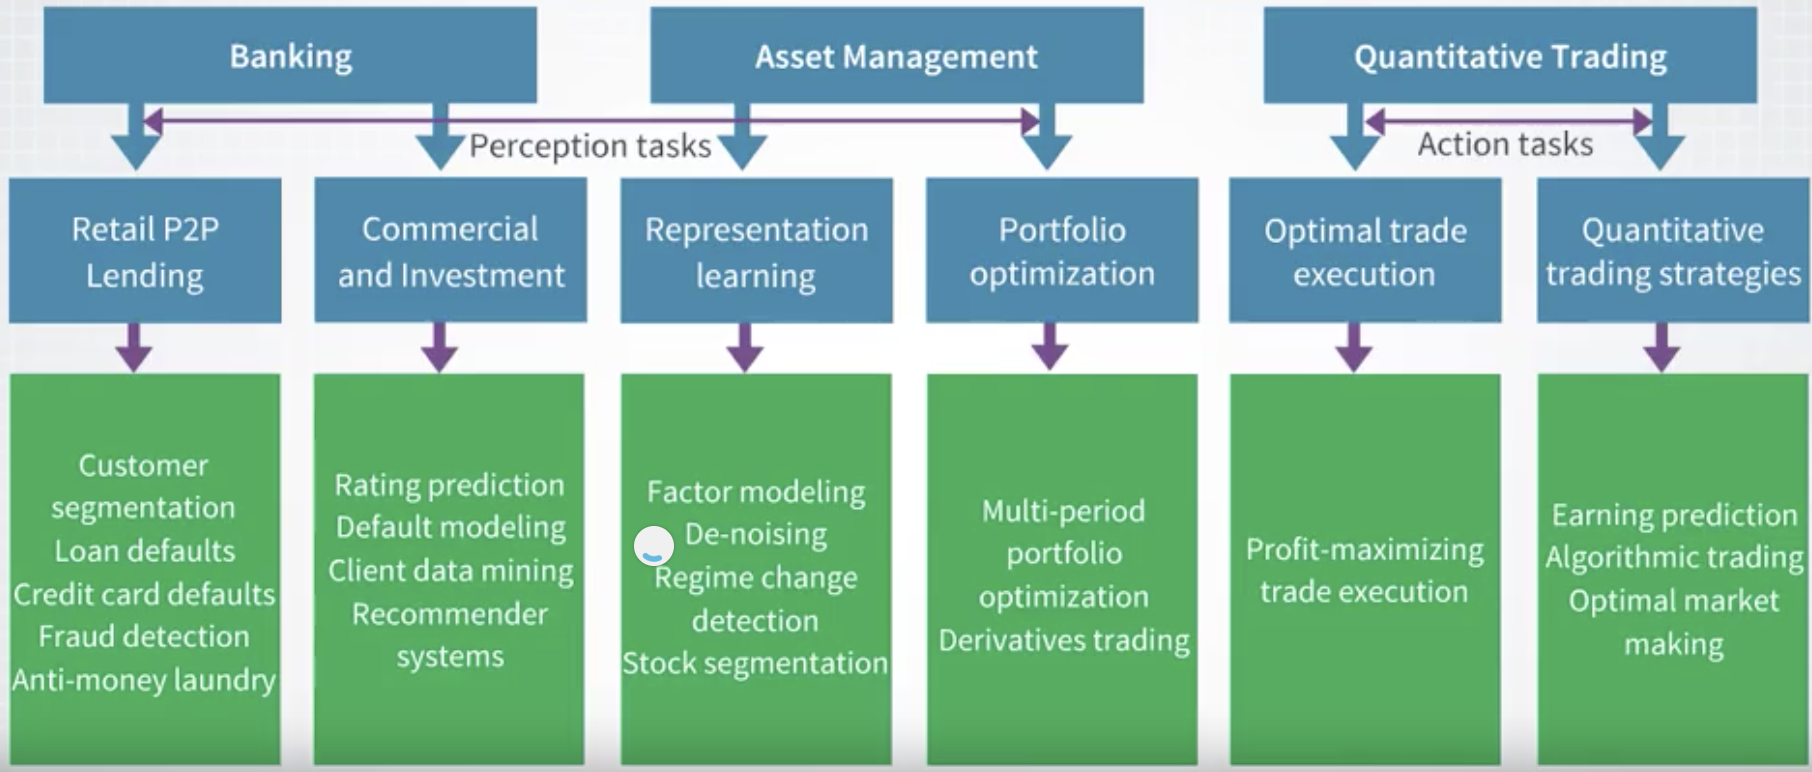 Banking
Asset Management
Quantitative Trading
Perception tasks
Action tasks
Retail P2P
Lending
Commercial
and Investment
Representation
learning
Portfolio
optimization
Optimal trade
execution
Quantitative
trading strategies
Customer
segmentation
Loan defaults
Credit card defaults
Fraud detection
Anti-money laundry
Rating prediction
Default modeling
Client data mining
Recommender
systems
Factor modeling
De-noising
Regime change
detection
Stock segmentation
Multi-period
portfolio
optimization
Derivatives trading
Profit-maximizing
trade execution
Earning prediction
Algorithmic trading
Optimal market
making